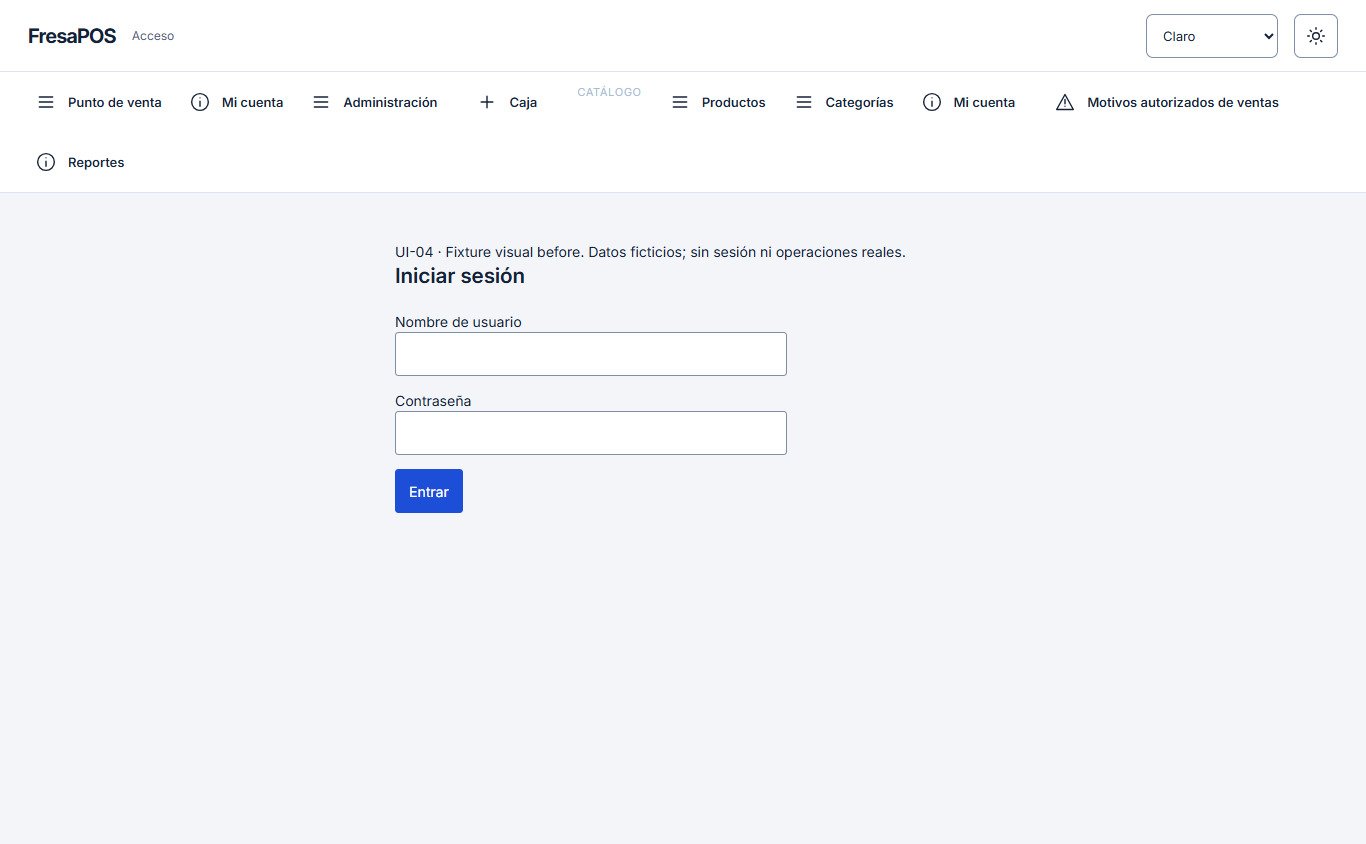 FresaPOS Acceso Claro
Punto de venta Mi cuenta Administración Caja CATÁLOGO Productos Categorías Mi cuenta Motivos autorizados de ventas
Reportes
UI-04 · Fixture visual before. Datos ficticios; sin sesión ni operaciones reales.
Iniciar sesión
Nombre de usuario
Contraseña
Entrar